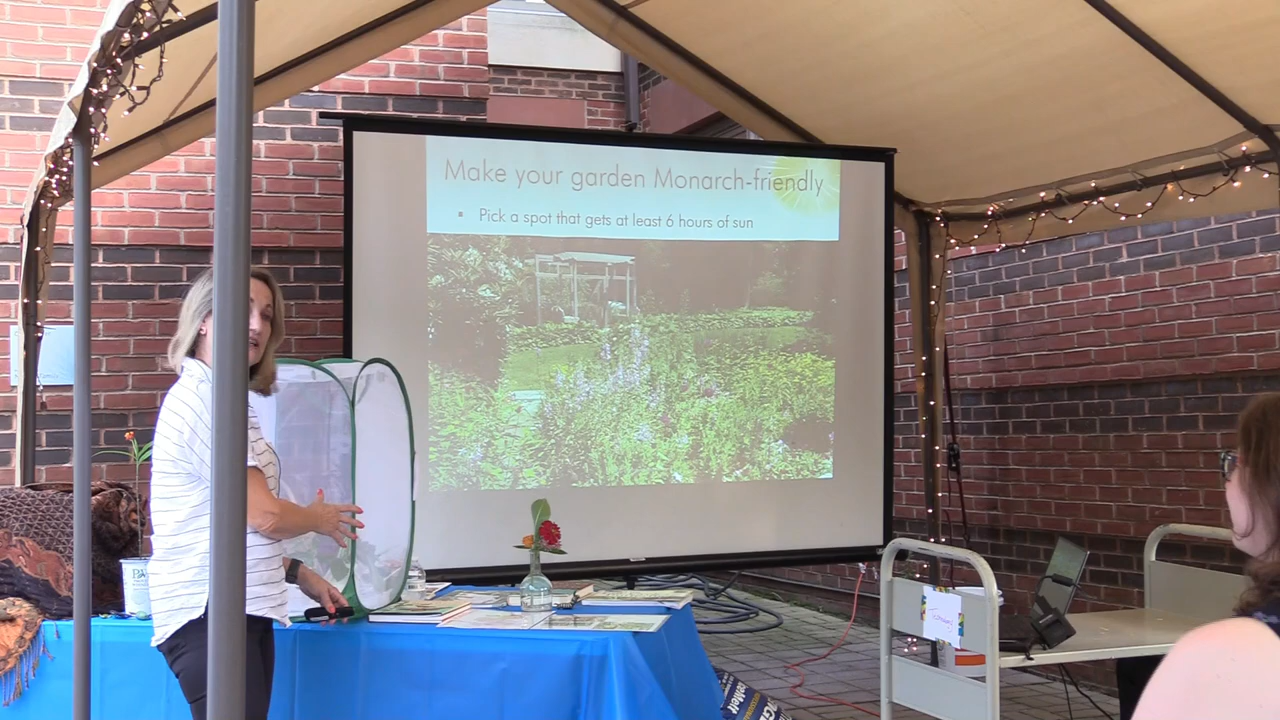 Make your garden Monarch-friendly
▪ Pick a spot that gets at least 6 hours of sun